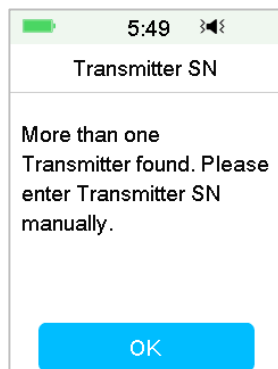 5:49
Transmitter SN
More than one
Transmitter found. Please
enter Transmitter SN
manually.
OK